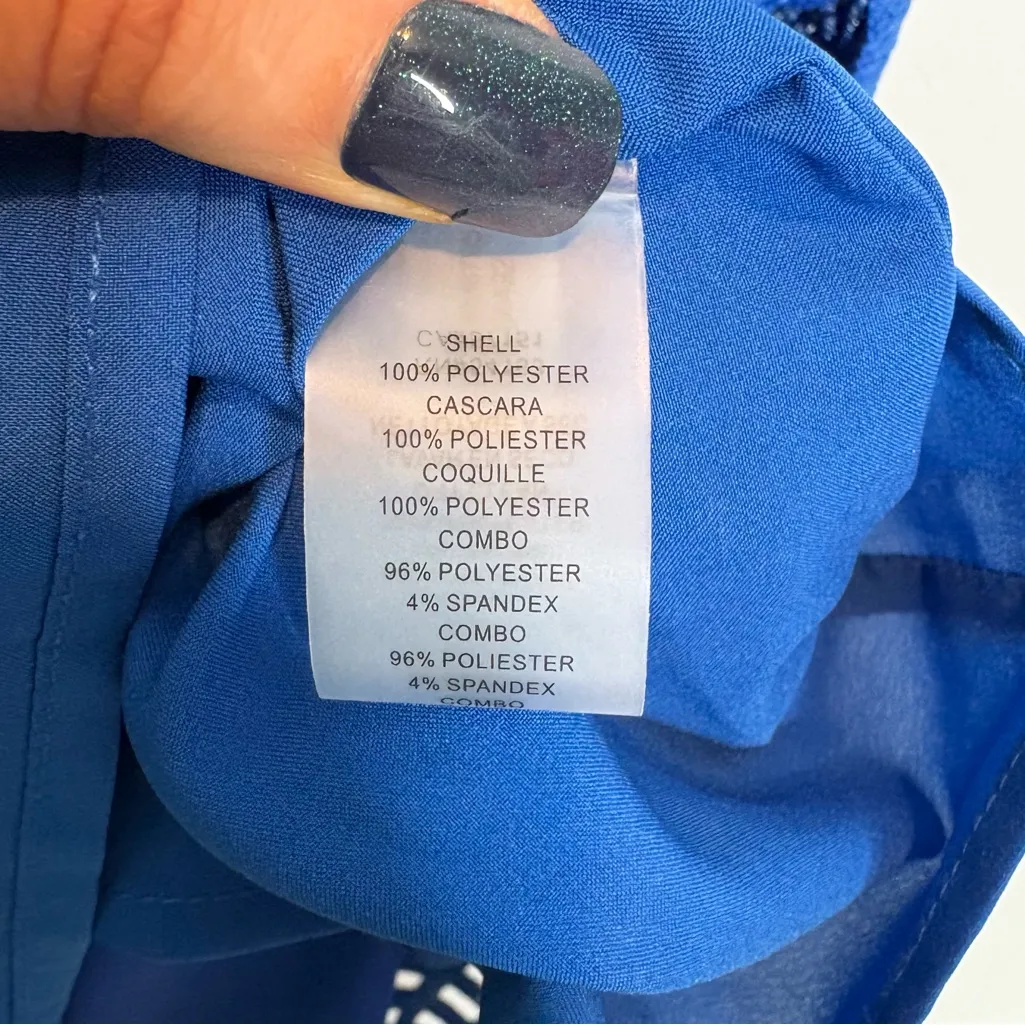 SHELL
100% POLYESTER
CASCARA
100% POLIESTER
COQUILLE
100% POLYESTER
COMBO
96% POLYESTER
4% SPANDEX
COMBO
96% POLIESTER
4% SPANDEX
COMBO